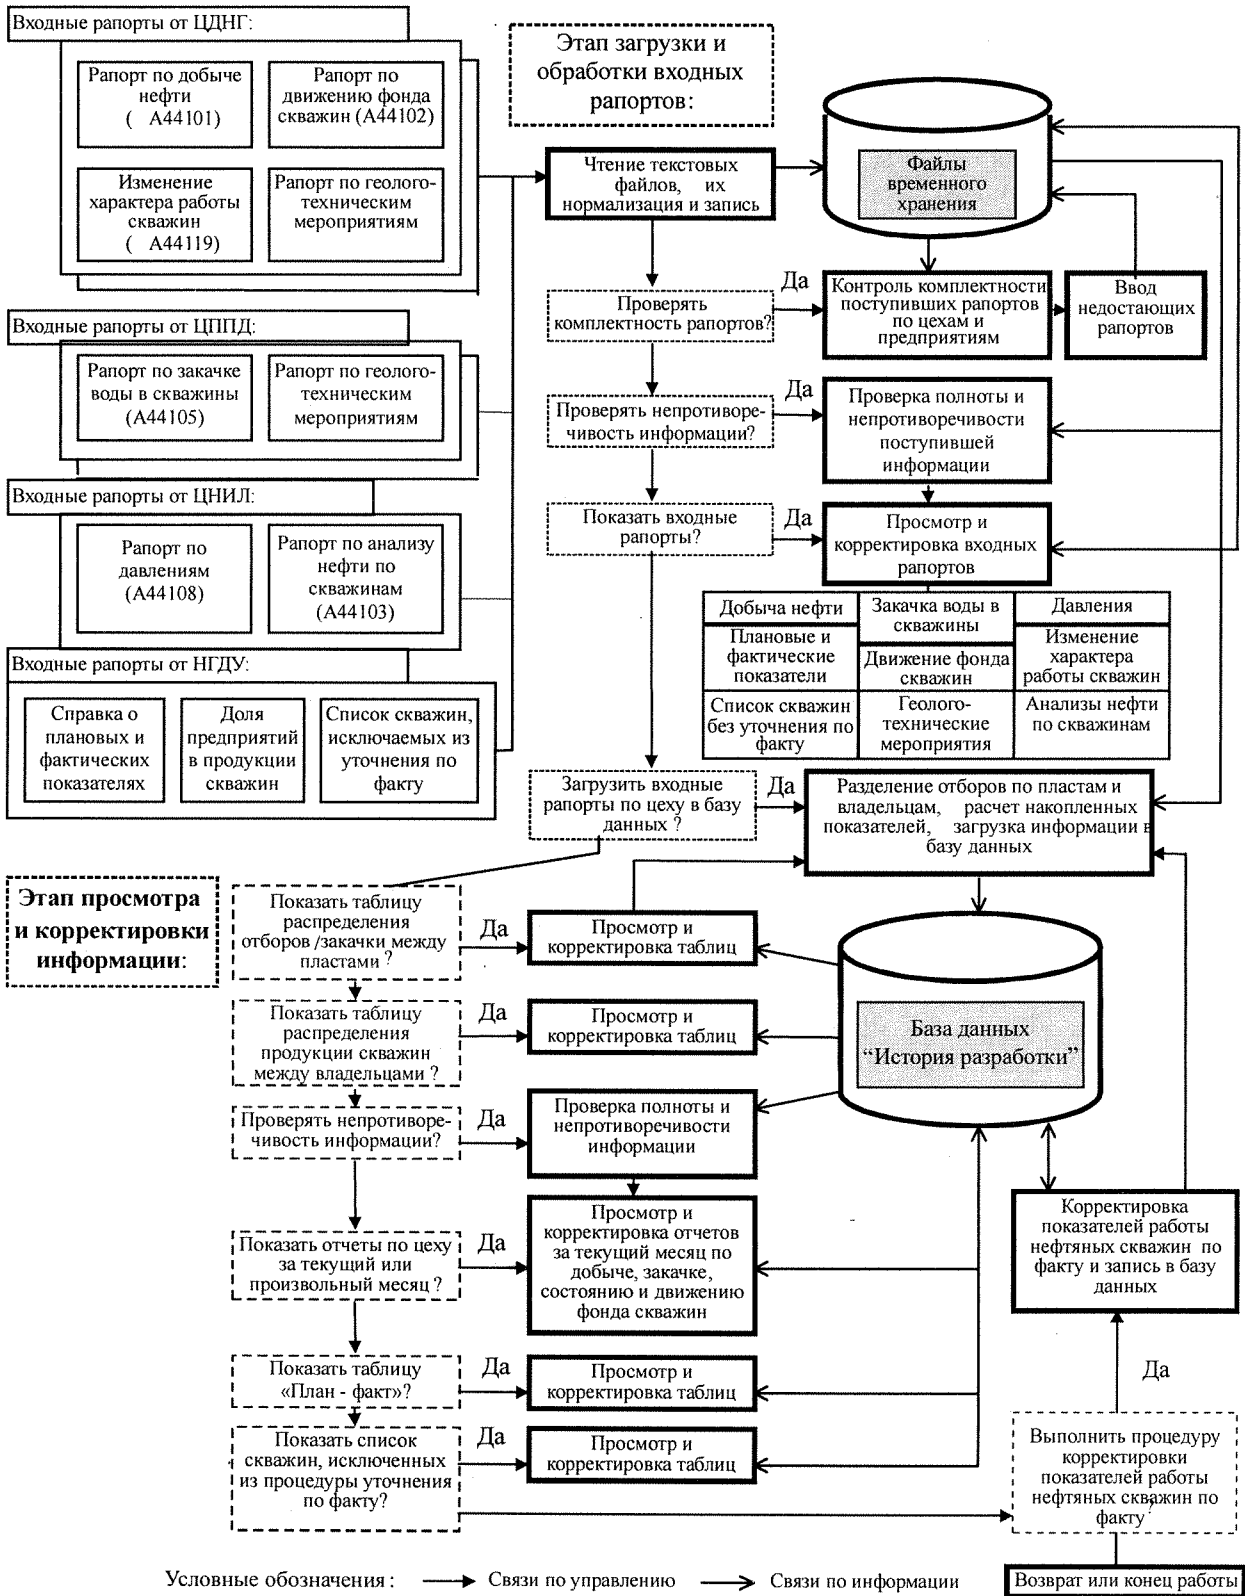 Входные рапорты от ЦДНГ:
Рапорт по добыче
нефти
( А44101)
Рапорт по
движению фонда
скважин (А44102)
Изменение
характера работы
скважин
( А44119)
Рапорт по геолого-
техническим
мероприятиям
Входные рапорты от ЦППД:
Рапорт по закачке
воды в скважины
(А44105)
Рапорт по геолого-
техническим
мероприятиям
Входные рапорты от ЦНИЛ:
Рапорт по
давлениям
(А44108)
Рапорт по анализу
нефти по
скважинам
(А44103)
Входные рапорты от НГДУ:
Справка о
плановых и
фактических
показателях
Доля
предприятий
в продукции
скважин
Список скважин,
исключаемых из
уточнения по
факту
Этап загрузки и
обработки входных
рапортов:
Чтение текстовых
файлов, их
нормализация и запись
Файлы
временного
хранения
Проверять
комплектность рапортов?
Да
Контроль комплектности
поступивших рапортов
по цехам и
предприятиям
Ввод
недостающих
рапортов
Проверять непротиворе-
чивость информации?
Да
Проверка полноты и
непротиворечивости
поступившей
информации
Показать входные
рапорты?
Да
Просмотр и
корректировка входных
рапортов
Добыча нефти
Закачка воды в
скважины
Давления
Плановые и
фактические
показатели
Движение фонда
скважин
Изменение
характера
работы скважин
Список скважин
без уточнения по
факту
Геолого-
технические
мероприятия
Анализы нефти
по скважинам
Загрузить входные
рапорты по цеху в базу
данных ?
Да
Разделение отборов по пластам и
владельцам, расчет накопленных
показателей, загрузка информации в
базу данных
Этап просмотра
и корректировки
информации:
Показать таблицу
распределения
отборов /закачки между
пластами ?
Да
Просмотр и
корректировка таблиц
Показать таблицу
распределения
продукции скважин
между владельцами ?
Да
Просмотр и
корректировка таблиц
База данных
“История разработки”
Проверять непротиворе-
чивость информации?
Да
Проверка полноты и
непротиворечивости
информации
Показать отчеты по цеху
за текущий или
произвольный месяц ?
Да
Просмотр и
корректировка отчетов
за текущий месяц по
добыче, закачке,
состоянию и движению
фонда скважин
Корректировка
показателей работы
нефтяных скважин по
факту и запись в базу
данных
Показать таблицу
«План - факт»?
Да
Просмотр и
корректировка таблиц
Да
Показать список
скважин, исключенных
из процедуры уточнения
по факту?
Да
Просмотр и
корректировка таблиц
Выполнить процедуру
корректировки
показателей работы
нефтяных скважин по
факту ?
Возврат или конец работы
Условные обозначения : Связи по управлению Связи по информации